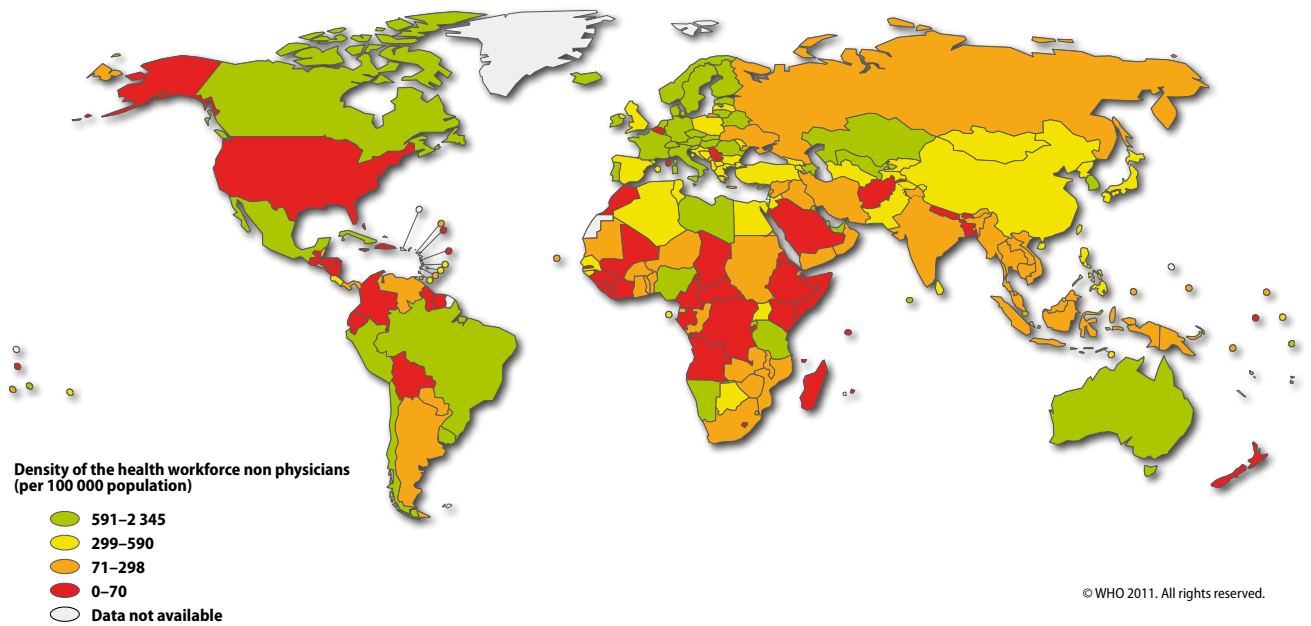 Density of the health workforce non physicians
(per 100 000 population)
591–2 345
299–590
71–298
0–70
Data not available
© WHO 2011. All rights reserved.